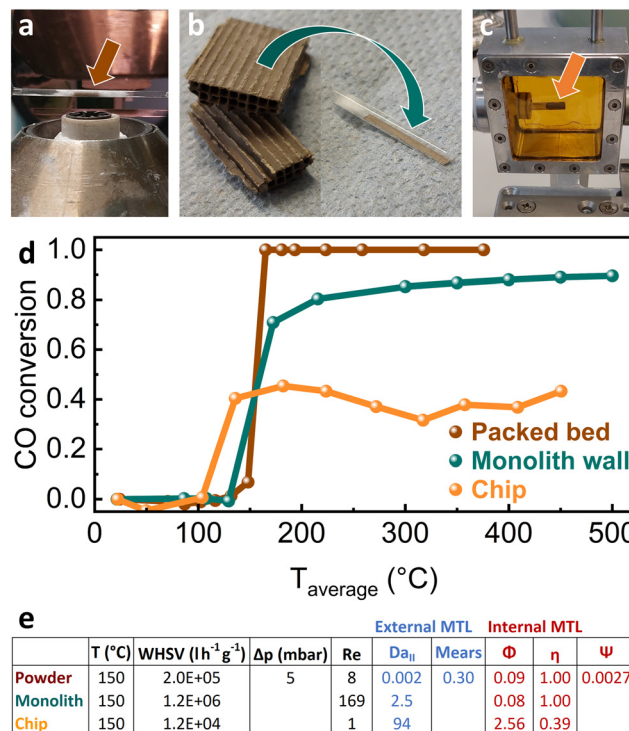 a
b
c
d
CO conversion
1.0
0.8
0.6
0.4
0.2
0.0
Packed bed
Monolith wall
Chip
0 100 200 300 400 500
T average (°C)
e
External MTL Internal MTL
T (°C) WHSV (l h⁻¹g⁻¹) Δp (mbar) Re Da_II Mears Φ η Ψ
Powder 150 2.0E+05 5 8 0.002 0.30 0.09 1.00 0.0027
Monolith 150 1.2E+06 169 2.5 0.08 1.00
Chip 150 1.2E+04 1 94 2.56 0.39